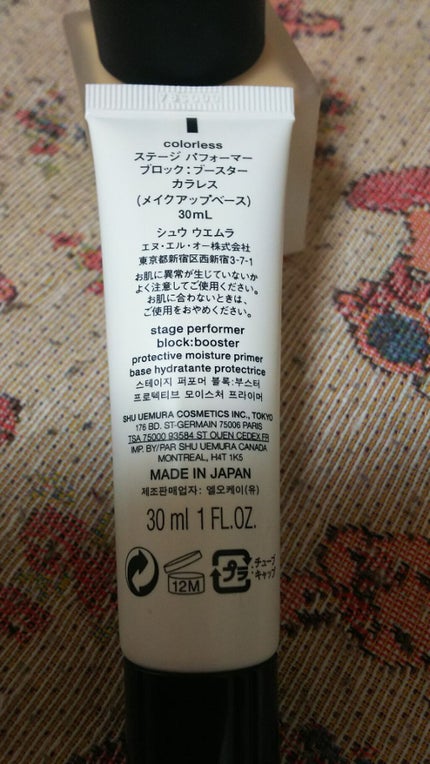 colorless
ステージ パフォーマー
ブロック:ブースター
カラレス
(メイクアップベース)
30mL
シュウ ウエムラ
エヌ・エル・オー株式会社
東京都新宿区西新宿3-7-1
お肌に異常が生じていないか
よく注意してご使用ください。
お肌に合わないときは、
ご使用をおやめください。
stage performer
block:booster
protective moisture primer
base hydratante protectrice
스테이지 퍼포머 블록:부스터
프로텍티브 모이스처 프라이머
SHU UEMURA COSMETICS INC., TOKYO
176 BD. ST-GERMAIN 75006 PARIS
TSA 75000 93584 ST OUEN CEDEX FR
IMP. BY/PAR SHU UEMURA CANADA
MONTREAL, H4T 1K5
MADE IN JAPAN
제조판매업자: 엘오케이(유)
30 ml 1 FL.OZ.
12M
プラ
チューブ
キャップ